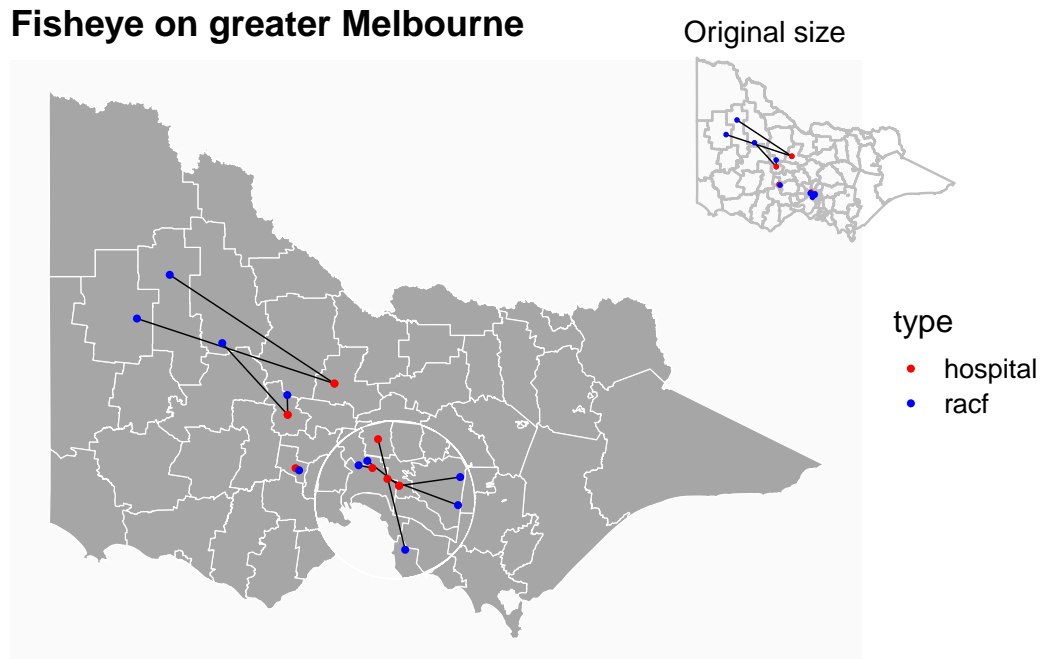 Fisheye on greater Melbourne
Original size
type
hospital
racf